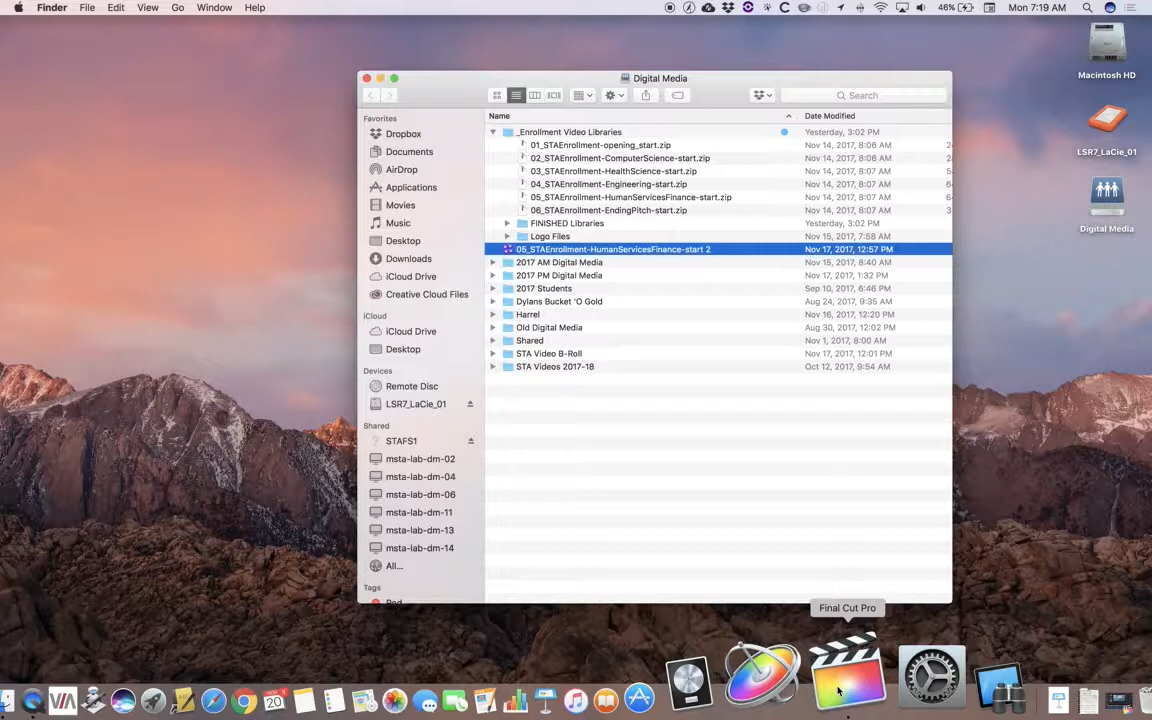 Finder File Edit View Go Window Help 46% Mon 7:19 AM
Macintosh HD
LSR7_LaCie_01
Digital Media
Digital Media
Search
Favorites
Dropbox
Documents
AirDrop
Applications
Movies
Music
Desktop
Downloads
iCloud Drive
Creative Cloud Files
iCloud
iCloud Drive
Desktop
Devices
Remote Disc
LSR7_LaCie_01
Shared
STAFS1
msta-lab-dm-02
msta-lab-dm-04
msta-lab-dm-06
msta-lab-dm-11
msta-lab-dm-13
msta-lab-dm-14
All...
Tags
Red
Name Date Modified
_Enrollment Video Libraries Yesterday, 3:02 PM
01_STAEnrollment-opening_start.zip Nov 14, 2017, 8:06 AM 2
02_STAEnrollment-ComputerScience-start.zip Nov 14, 2017, 8:06 AM 2
03_STAEnrollment-HealthScience-start.zip Nov 14, 2017, 8:06 AM 5
04_STAEnrollment-Engineering-start.zip Nov 14, 2017, 8:07 AM 6
05_STAEnrollment-HumanServicesFinance-start.zip Nov 14, 2017, 8:07 AM 6
06_STAEnrollment-EndingPitch-start.zip Nov 14, 2017, 8:07 AM 3
FINISHED Libraries Yesterday, 3:02 PM
Logo Files Nov 15, 2017, 7:58 AM
05_STAEnrollment-HumanServicesFinance-start 2 Nov 17, 2017, 12:57 PM
2017 AM Digital Media Nov 15, 2017, 8:40 AM
2017 PM Digital Media Nov 17, 2017, 1:32 PM
2017 Students Sep 10, 2017, 6:46 PM
Dylans Bucket 'O Gold Aug 24, 2017, 9:35 AM
Harrel Nov 16, 2017, 12:20 PM
Old Digital Media Aug 30, 2017, 12:02 PM
Shared Nov 1, 2017, 8:00 AM
STA Video B-Roll Nov 17, 2017, 12:01 PM
STA Videos 2017-18 Oct 12, 2017, 9:54 AM
Final Cut Pro
VIA
NOV
20